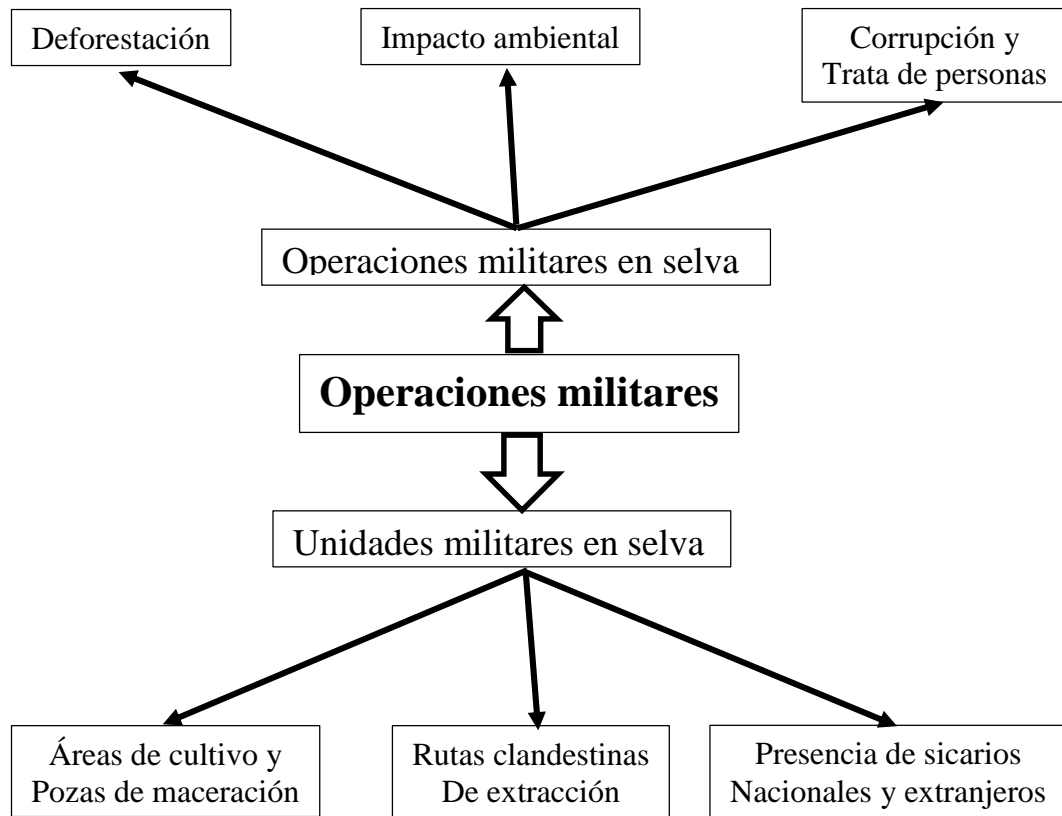 Deforestación
Impacto ambiental
Corrupción y
Trata de personas
Operaciones militares en selva
Operaciones militares
Unidades militares en selva
Áreas de cultivo y
Pozas de maceración
Rutas clandestinas
De extracción
Presencia de sicarios
Nacionales y extranjeros